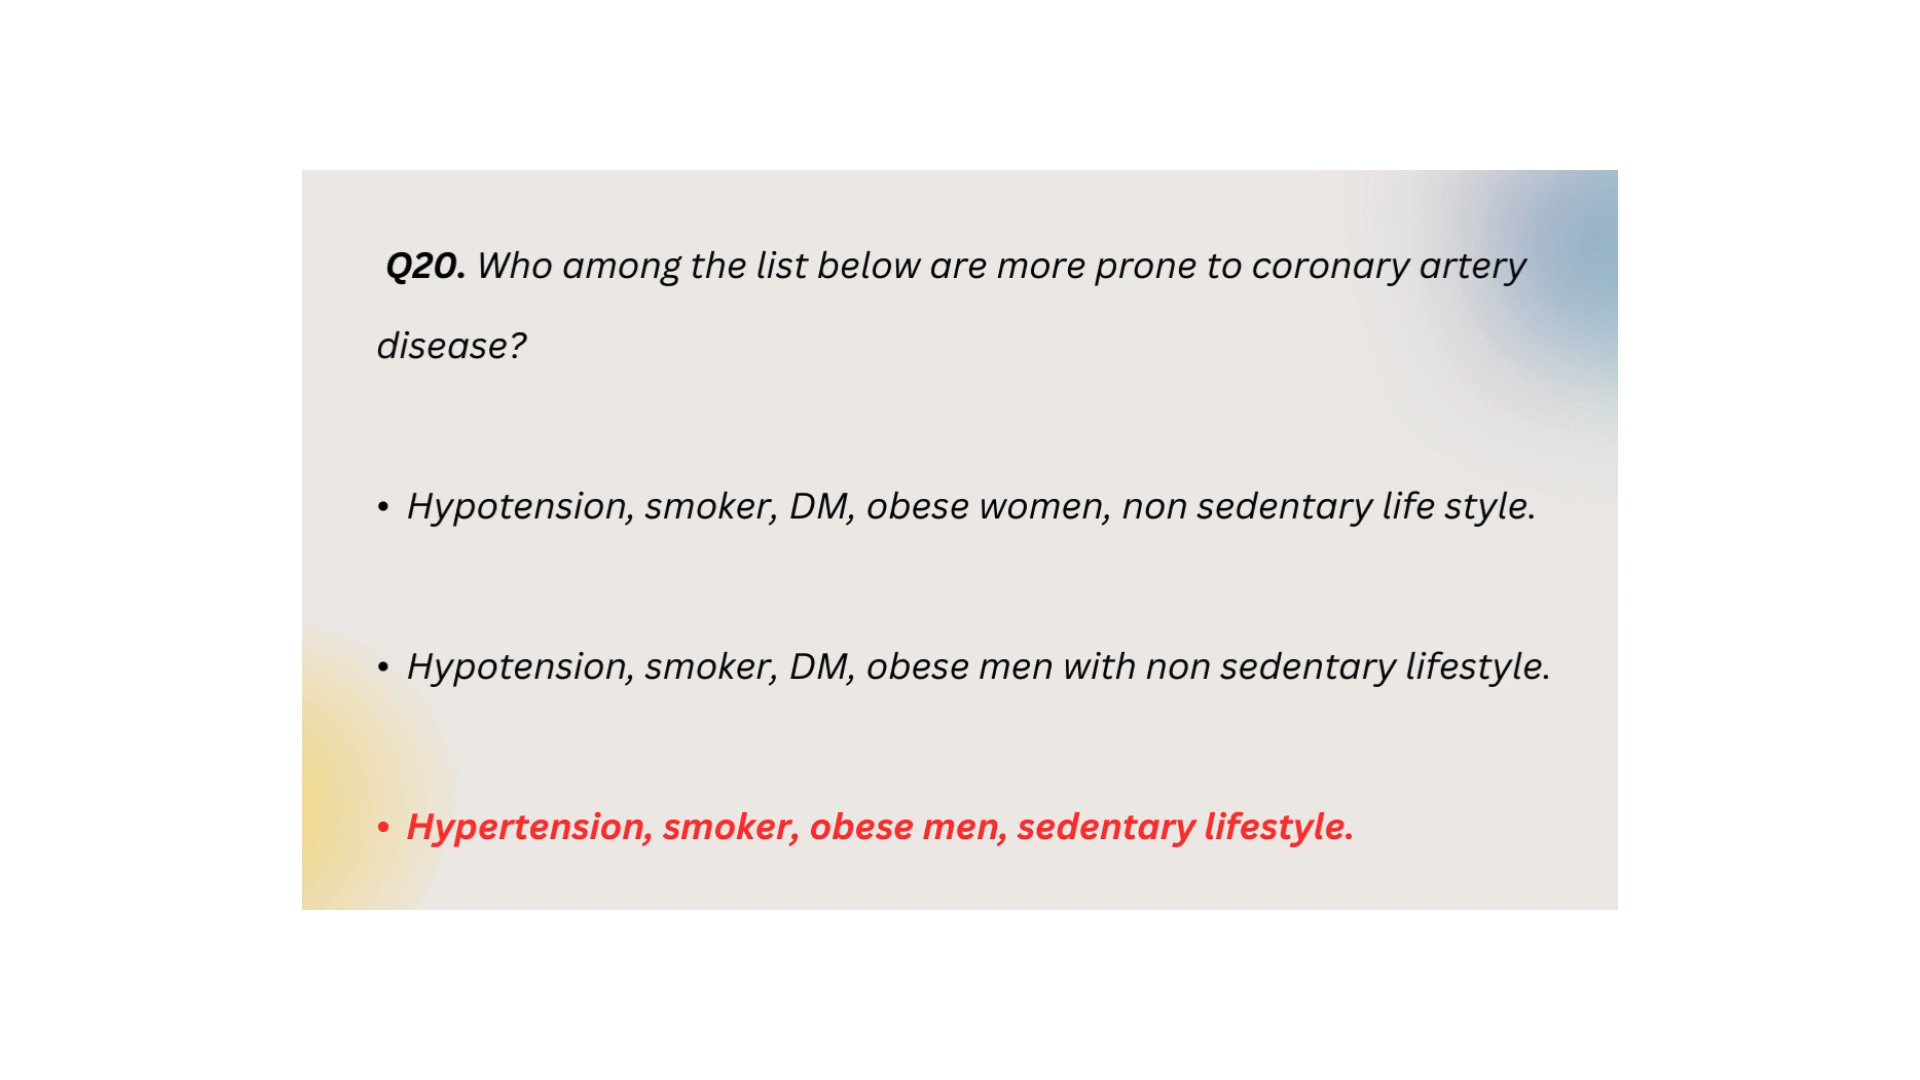 Q20. Who among the list below are more prone to coronary artery
disease?
• Hypotension, smoker, DM, obese women, non sedentary life style.
• Hypotension, smoker, DM, obese men with non sedentary lifestyle.
• Hypertension, smoker, obese men, sedentary lifestyle.